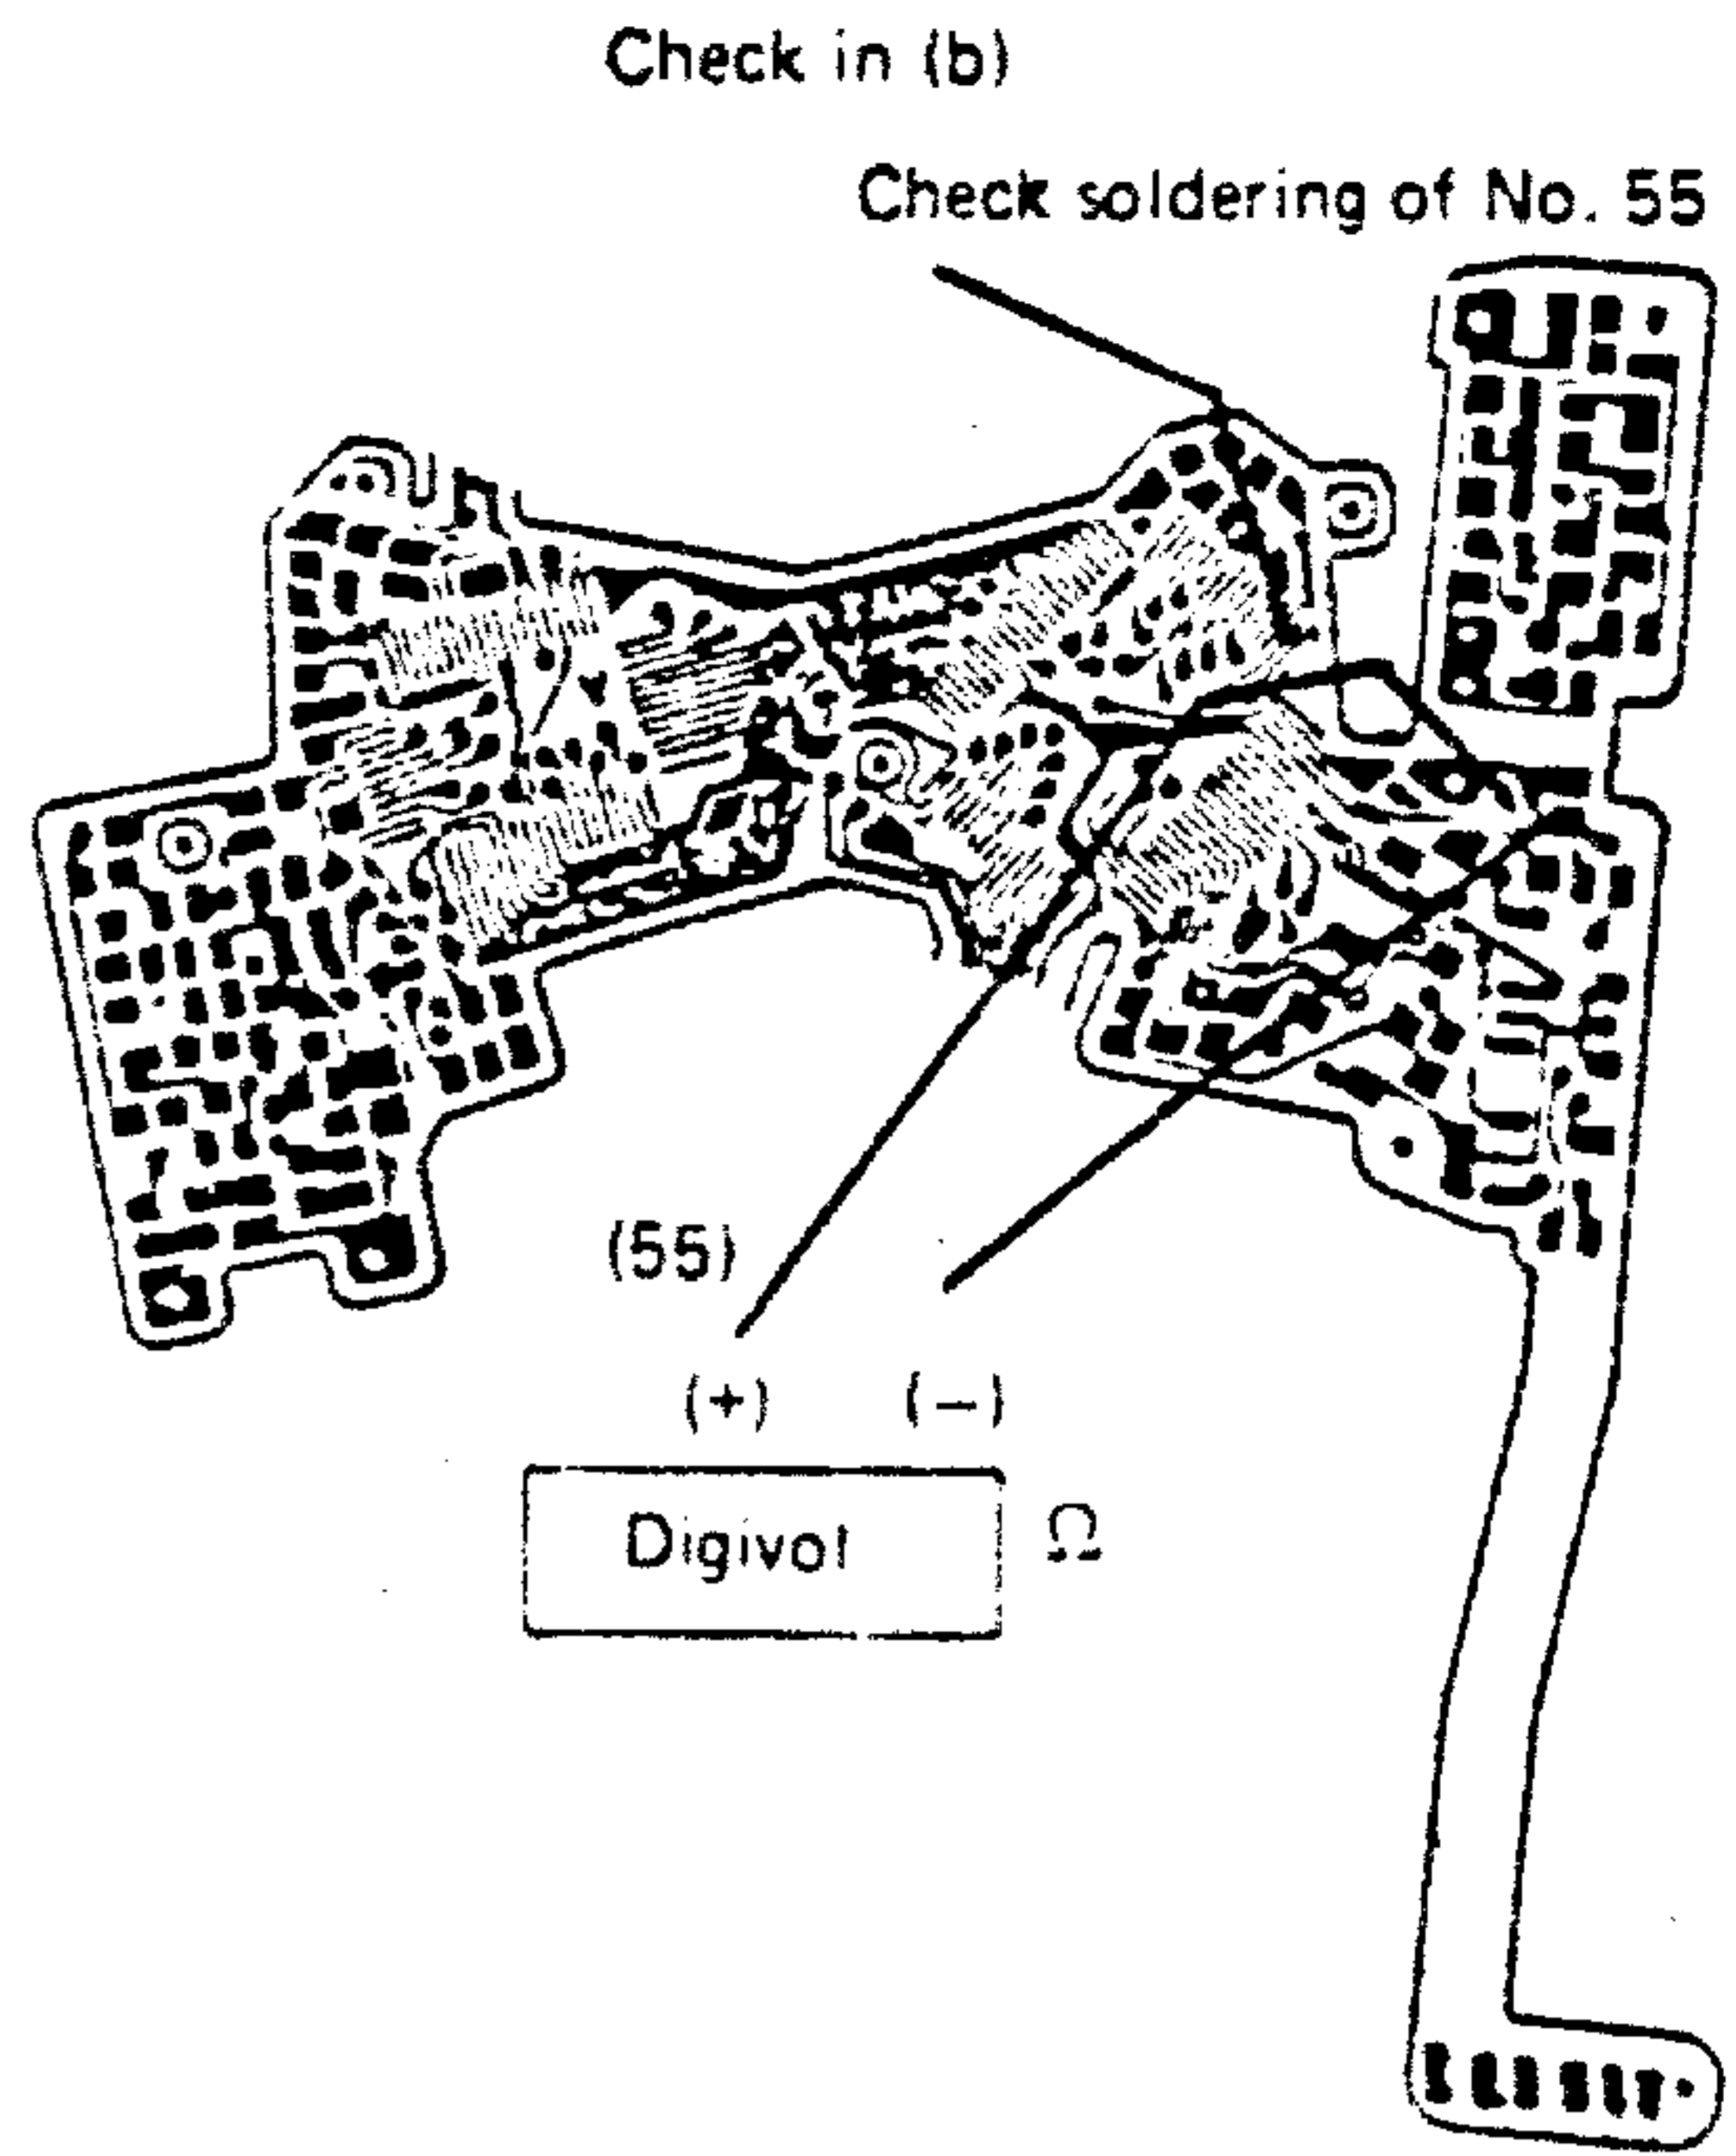 Check in (b)
Check soldering of No. 55
(55)
(+) (−)
Digivol Ω